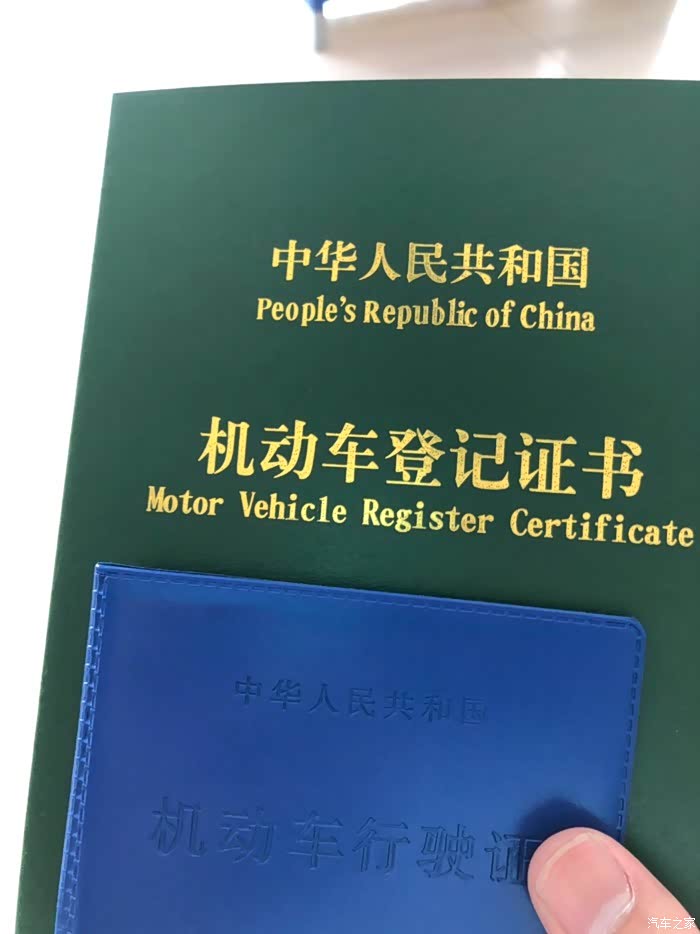 中华人民共和国
People's Republic of China
机动车登记证书
Motor Vehicle Register Certificate
中华人民共和国
机动车行驶证
汽车之家